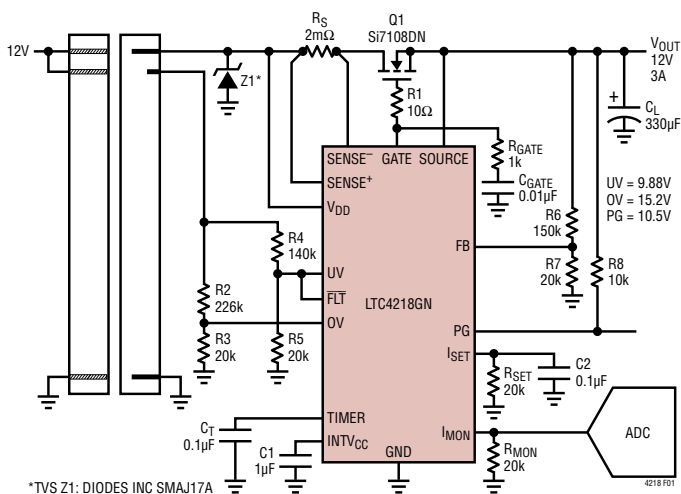 12V
R_S
2mΩ
Q1
Si7108DN
V_OUT
12V
3A
Z1*
R1
10Ω
+
C_L
330µF
R_GATE
1k
C_GATE
0.01µF
UV = 9.88V
OV = 15.2V
PG = 10.5V
SENSE⁻ GATE SOURCE
SENSE⁺
V_DD
UV
F̅L̅T̅
OV
TIMER
INTV_CC
GND
LTC4218GN
FB
PG
I_SET
I_MON
R4
140k
R2
226k
R3
20k
R5
20k
R6
150k
R7
20k
R8
10k
R_SET
20k
C2
0.1µF
R_MON
20k
ADC
C_T
0.1µF
C1
1µF
*TVS Z1: DIODES INC SMAJ17A
4218 F01